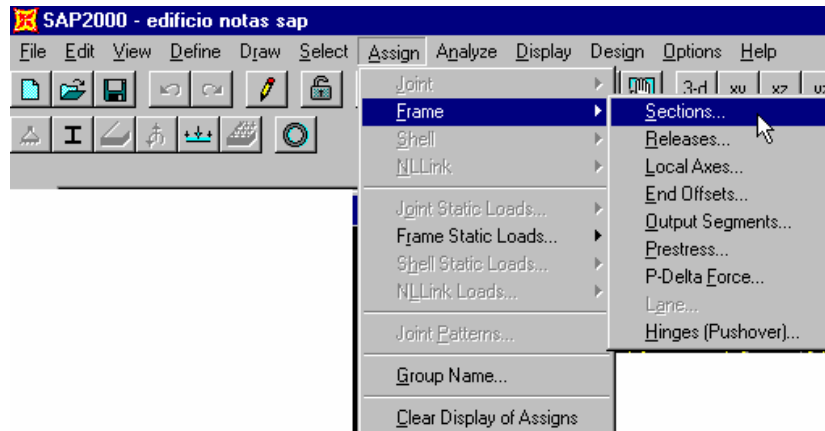 SAP2000 - edificio notas sap
File Edit View Define Draw Select Assign Analyze Display Design Options Help
3-d xy xz
Joint
Frame
Shell
NLLink
Joint Static Loads...
Frame Static Loads...
Shell Static Loads...
NLLink Loads...
Joint Patterns...
Group Name...
Clear Display of Assigns
Sections...
Releases...
Local Axes...
End Offsets...
Output Segments...
Prestress...
P-Delta Force...
Lane...
Hinges (Pushover)...